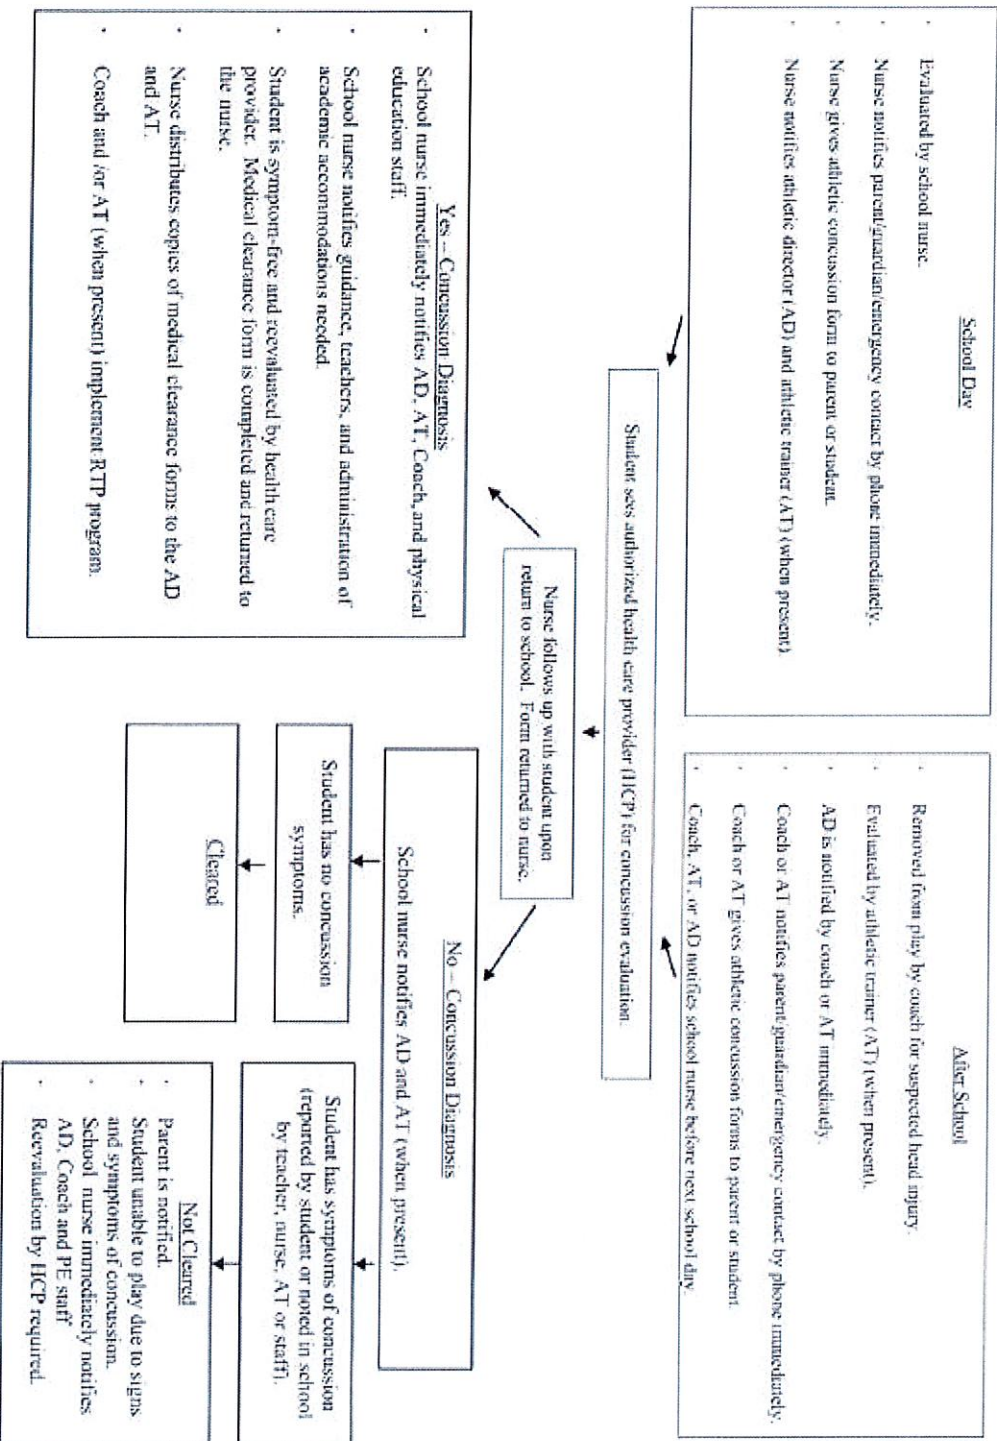 School Day
· Evaluated by school nurse.
· Nurse notifies parent/guardian/emergency contact by phone immediately.
· Nurse gives athletic concussion form to parent or student.
· Nurse notifies athletic director (AD) and athletic trainer (AT) (when present).
After School
· Removed from play by coach for suspected head injury.
· Evaluated by athletic trainer (AT) (when present).
· AD is notified by coach or AT immediately.
· Coach or AT notifies parent/guardian/emergency contact by phone immediately.
· Coach or AT gives athletic concussion forms to parent or student.
· Coach, AT, or AD notifies school nurse before next school day.
Student sees authorized health care provider (HCP) for concussion evaluation.
Nurse follows up with student upon
return to school. Form returned to nurse.
Yes – Concussion Diagnosis
· School nurse immediately notifies AD, AT, Coach, and physical
education staff.
· School nurse notifies guidance, teachers, and administration of
academic accommodations needed.
· Student is symptom-free and reevaluated by health care
provider. Medical clearance form is completed and returned to
the nurse.
· Nurse distributes copies of medical clearance forms to the AD
and AT.
· Coach and /or AT (when present) implement RTP program.
No – Concussion Diagnosis
School nurse notifies AD and AT (when present).
Student has no concussion
symptoms.
Cleared
Student has symptoms of concussion
(reported by student or noted in school
by teacher, nurse, AT or staff).
Not Cleared
· Parent is notified.
· Student unable to play due to signs
and symptoms of concussion.
· School nurse immediately notifies
AD, Coach and PE staff
· Reevaluation by HCP required.